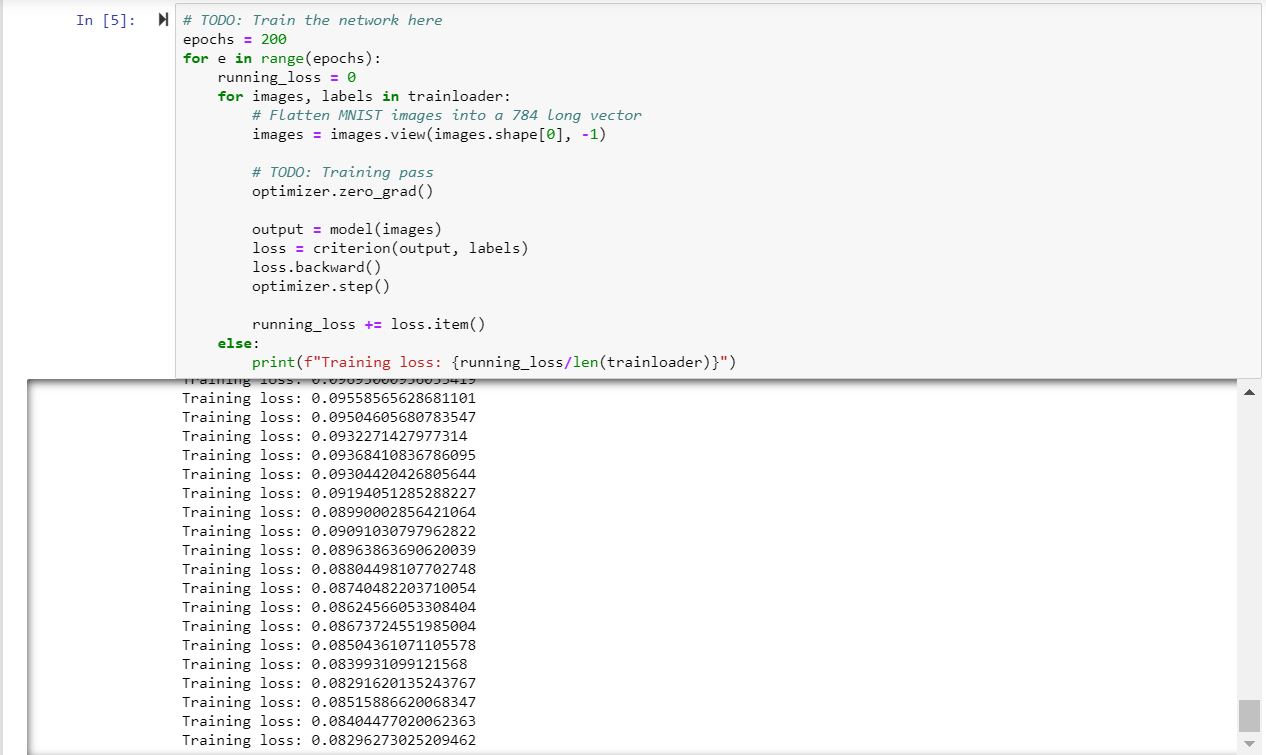 In [5]:
# TODO: Train the network here
epochs = 200
for e in range(epochs):
    running_loss = 0
    for images, labels in trainloader:
        # Flatten MNIST images into a 784 long vector
        images = images.view(images.shape[0], -1)
        # TODO: Training pass
        optimizer.zero_grad()
        output = model(images)
        loss = criterion(output, labels)
        loss.backward()
        optimizer.step()
        running_loss += loss.item()
    else:
        print(f"Training loss: {running_loss/len(trainloader)}")
Training loss:
Training loss: 0.09558565628681101
Training loss: 0.09504605680783547
Training loss: 0.0932271427977314
Training loss: 0.09368410836786095
Training loss: 0.09304420426805644
Training loss: 0.09194051285288227
Training loss: 0.08990002856421064
Training loss: 0.09091030797962822
Training loss: 0.08963863690620039
Training loss: 0.08804498107702748
Training loss: 0.08740482203710054
Training loss: 0.08624566053308404
Training loss: 0.08673724551985004
Training loss: 0.08504361071105578
Training loss: 0.0839931099121568
Training loss: 0.08291620135243767
Training loss: 0.08515886620068347
Training loss: 0.08404477020062363
Training loss: 0.08296273025209462